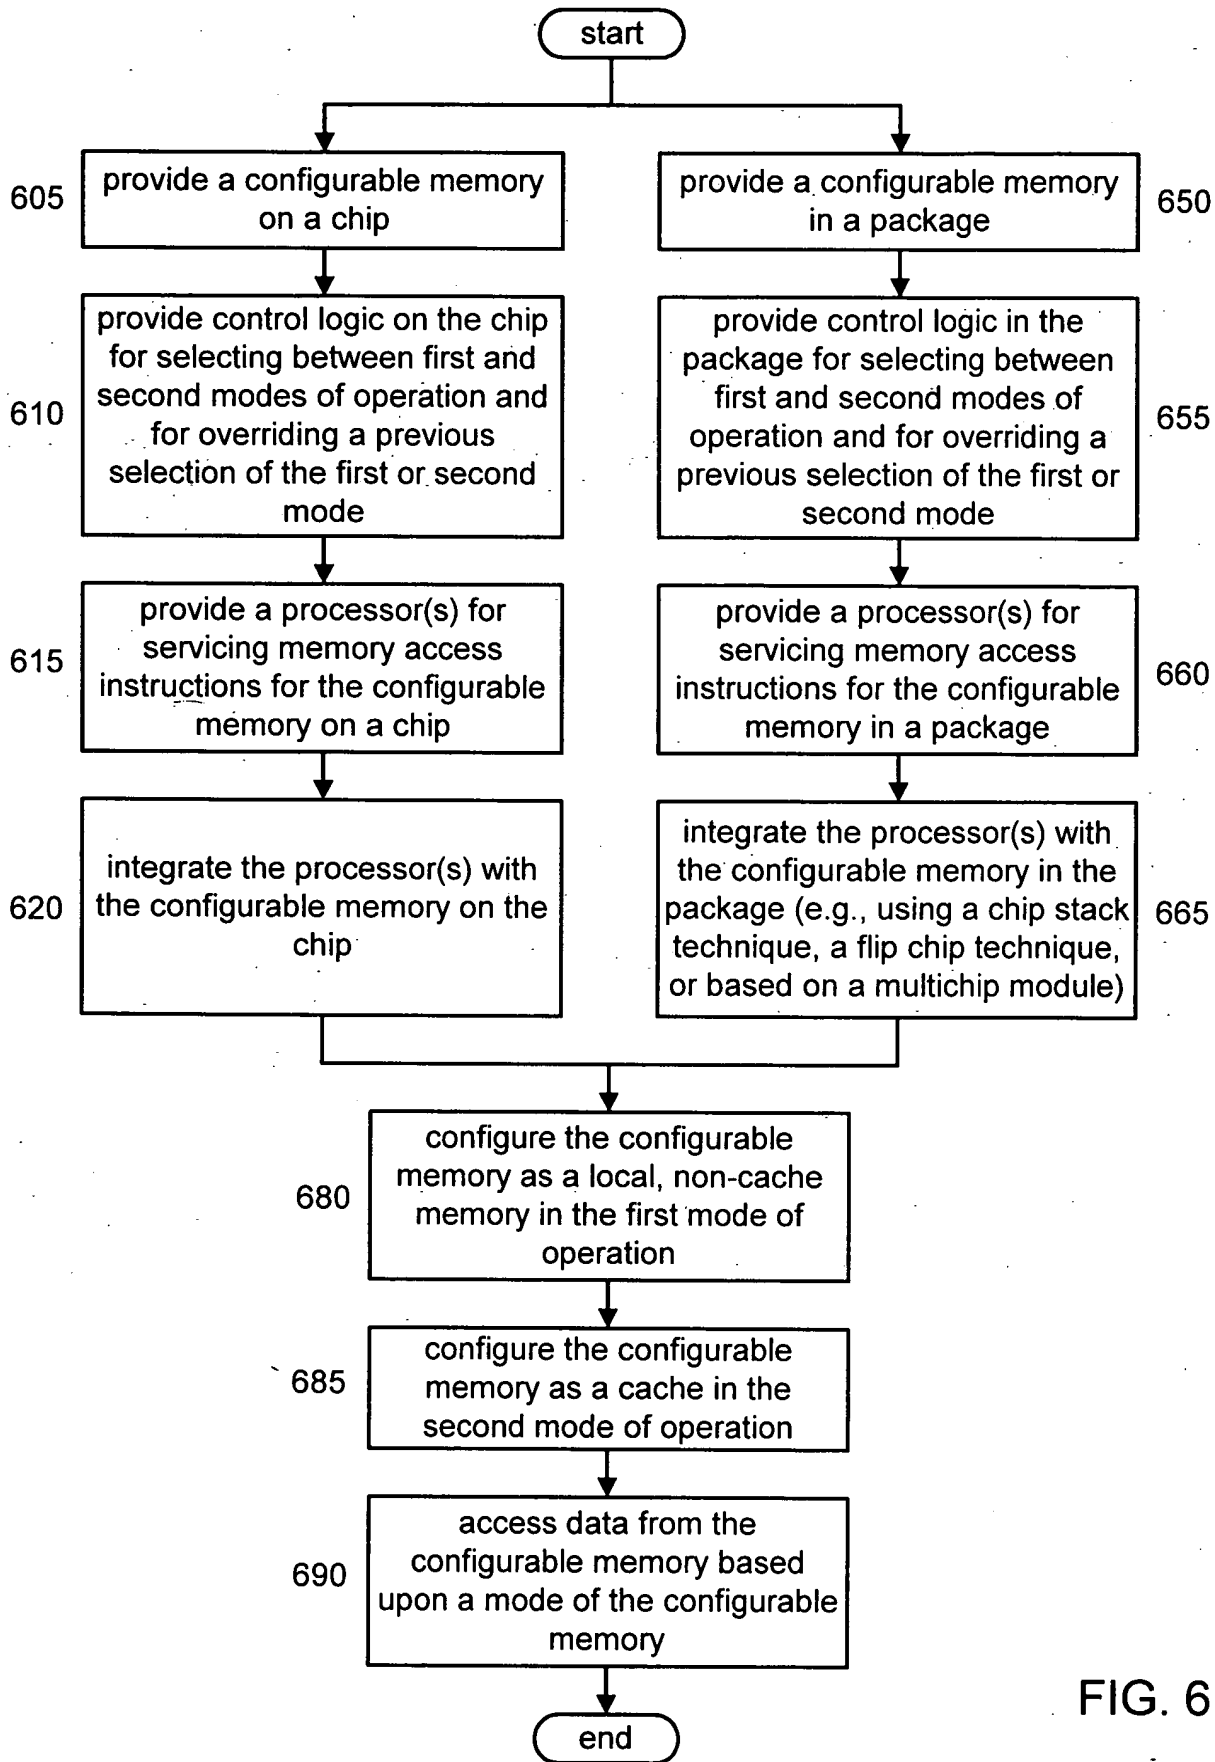 start
605
provide a configurable memory
on a chip
610
provide control logic on the chip
for selecting between first and
second modes of operation and
for overriding a previous
selection of the first or second
mode
615
provide a processor(s) for
servicing memory access
instructions for the configurable
memory on a chip
620
integrate the processor(s) with
the configurable memory on the
chip
provide a configurable memory
in a package
650
provide control logic in the
package for selecting between
first and second modes of
operation and for overriding a
previous selection of the first or
second mode
655
provide a processor(s) for
servicing memory access
instructions for the configurable
memory in a package
660
integrate the processor(s) with
the configurable memory in the
package (e.g., using a chip stack
technique, a flip chip technique,
or based on a multichip module)
665
680
configure the configurable
memory as a local, non-cache
memory in the first mode of
operation
685
configure the configurable
memory as a cache in the
second mode of operation
690
access data from the
configurable memory based
upon a mode of the configurable
memory
end
FIG. 6